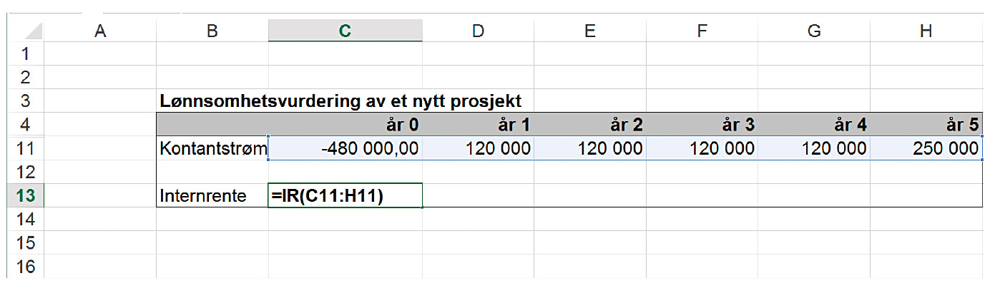 A B C D E F G H
1
2
3 Lønnsomhetsvurdering av et nytt prosjekt
4 år 0 år 1 år 2 år 3 år 4 år 5
11 Kontantstrøm -480 000,00 120 000 120 000 120 000 120 000 250 000
12
13 Internrente =IR(C11:H11)
14
15
16